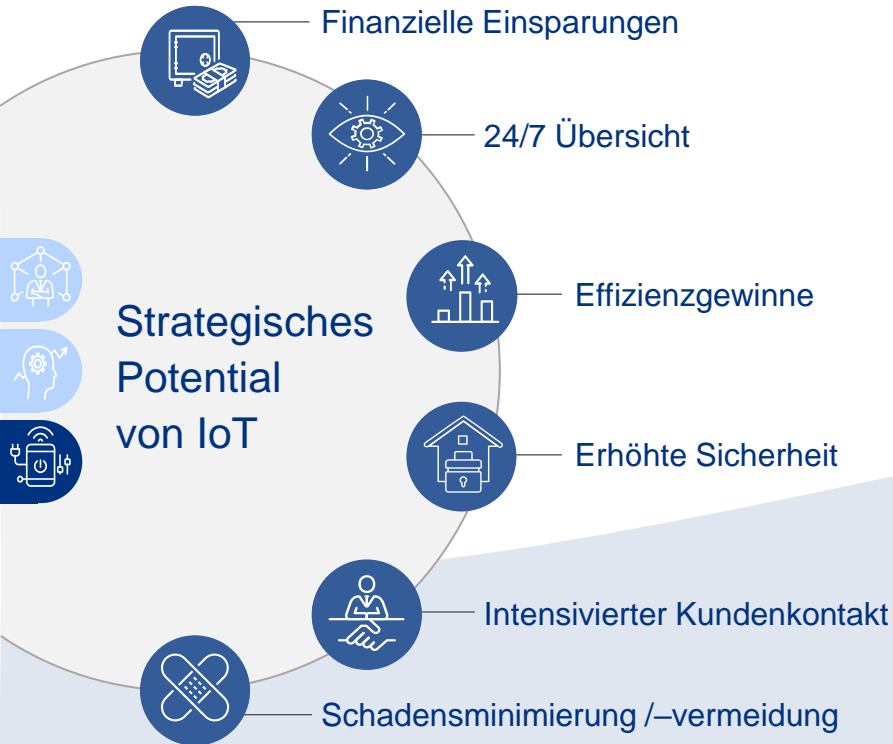 Finanzielle Einsparungen
24/7 Übersicht
Effizienzgewinne
Strategisches
Potential
von IoT
Erhöhte Sicherheit
Intensivierter Kundenkontakt
Schadensminimierung /–vermeidung